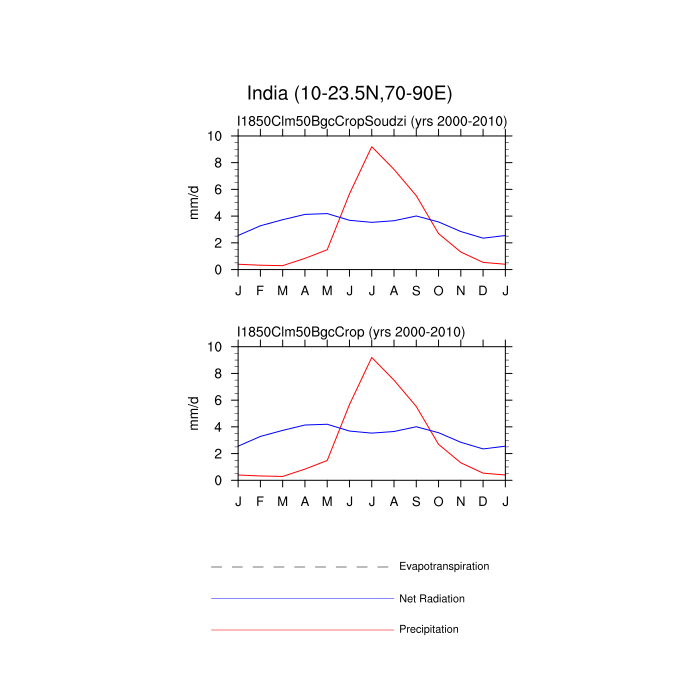 India (10-23.5N,70-90E)
I1850Clm50BgcCropSoudzi (yrs 2000-2010)
10
8
6
4
2
0
mm/d
J F M A M J J A S O N D J
I1850Clm50BgcCrop (yrs 2000-2010)
10
8
6
4
2
0
mm/d
J F M A M J J A S O N D J
Evapotranspiration
Net Radiation
Precipitation